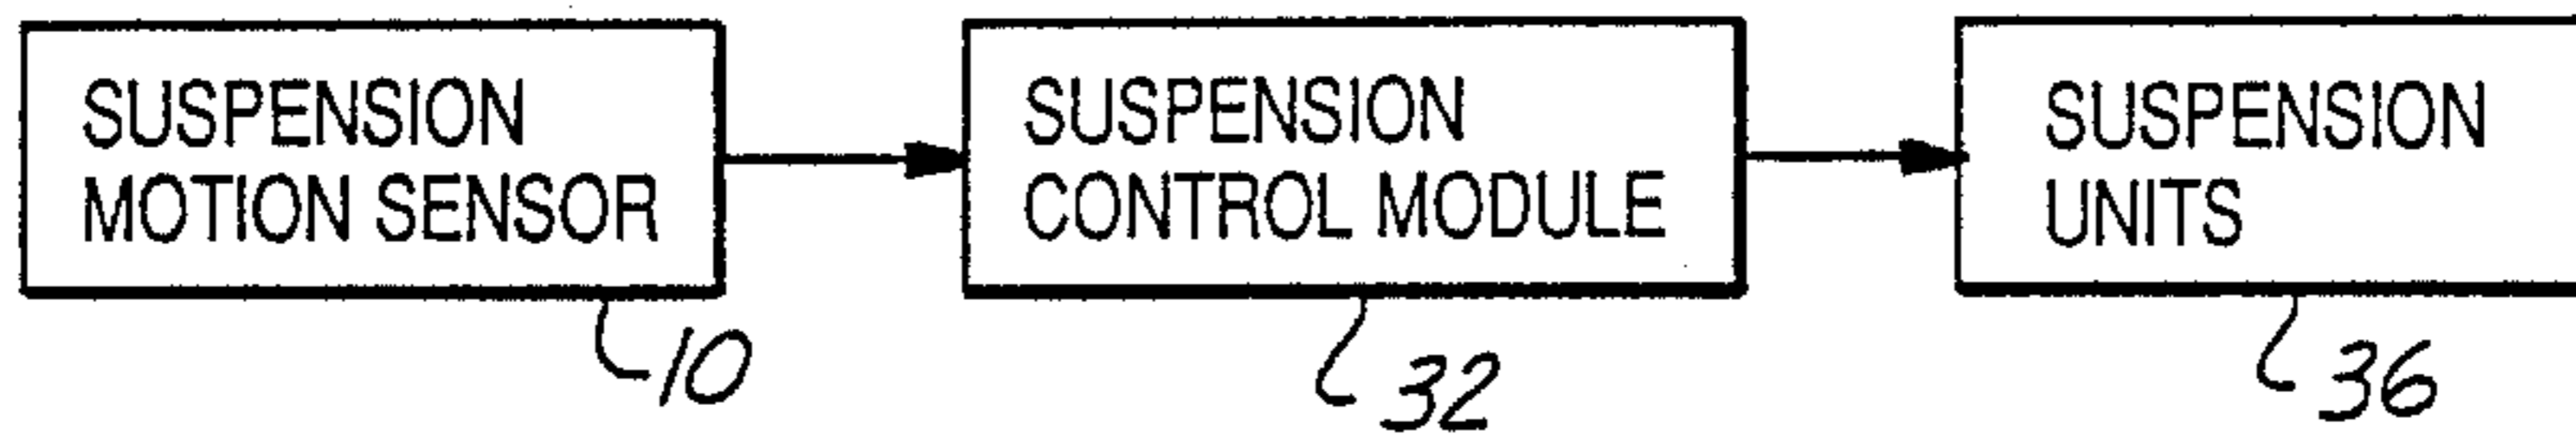 SUSPENSION
MOTION SENSOR
SUSPENSION
CONTROL MODULE
SUSPENSION
UNITS
10
32
36